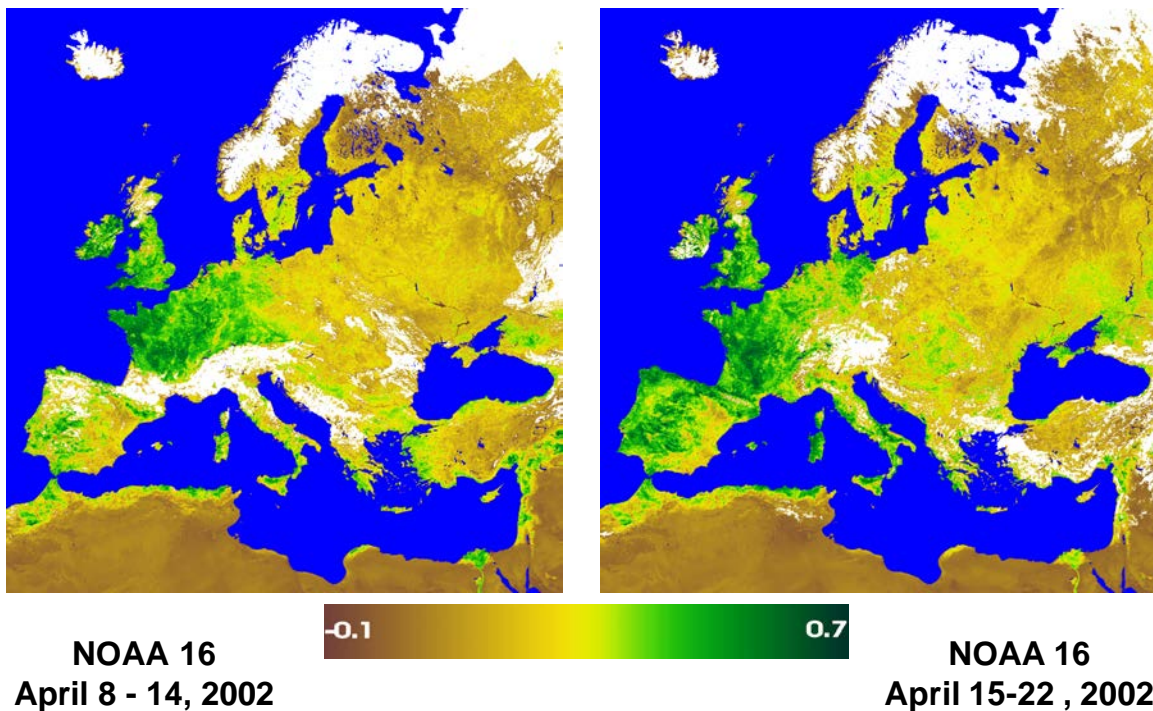 -0.1
0.7
NOAA 16
April 8 - 14, 2002
NOAA 16
April 15-22 , 2002